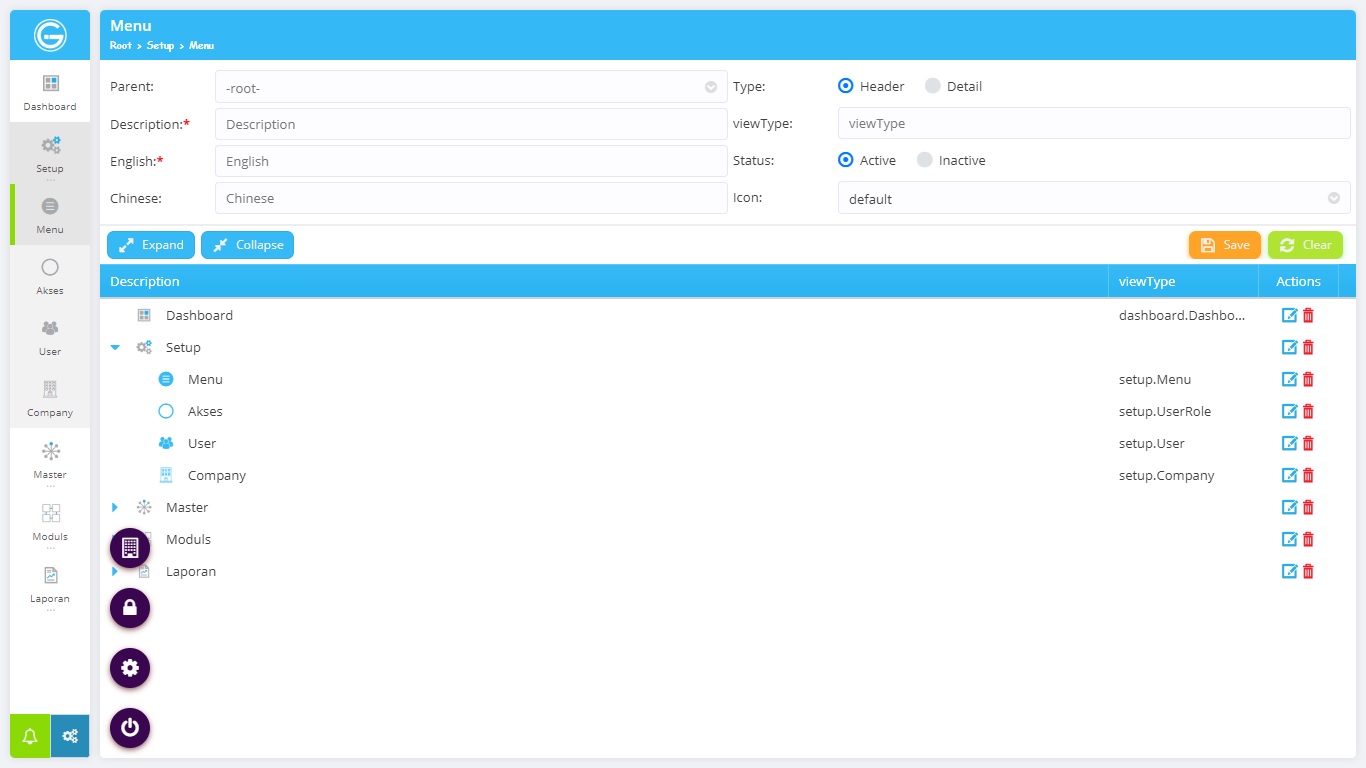 Menu
Root > Setup > Menu
Dashboard
Setup
...
Menu
Akses
User
Company
Master
...
Moduls
...
Laporan
...
Parent: -root- Type: Header Detail
Description:* Description viewType: viewType
English:* English Status: Active Inactive
Chinese: Chinese Icon: default
Expand Collapse Save Clear
Description viewType Actions
Dashboard dashboard.Dashbo...
Setup
Menu setup.Menu
Akses setup.UserRole
User setup.User
Company setup.Company
Master
Moduls
Laporan